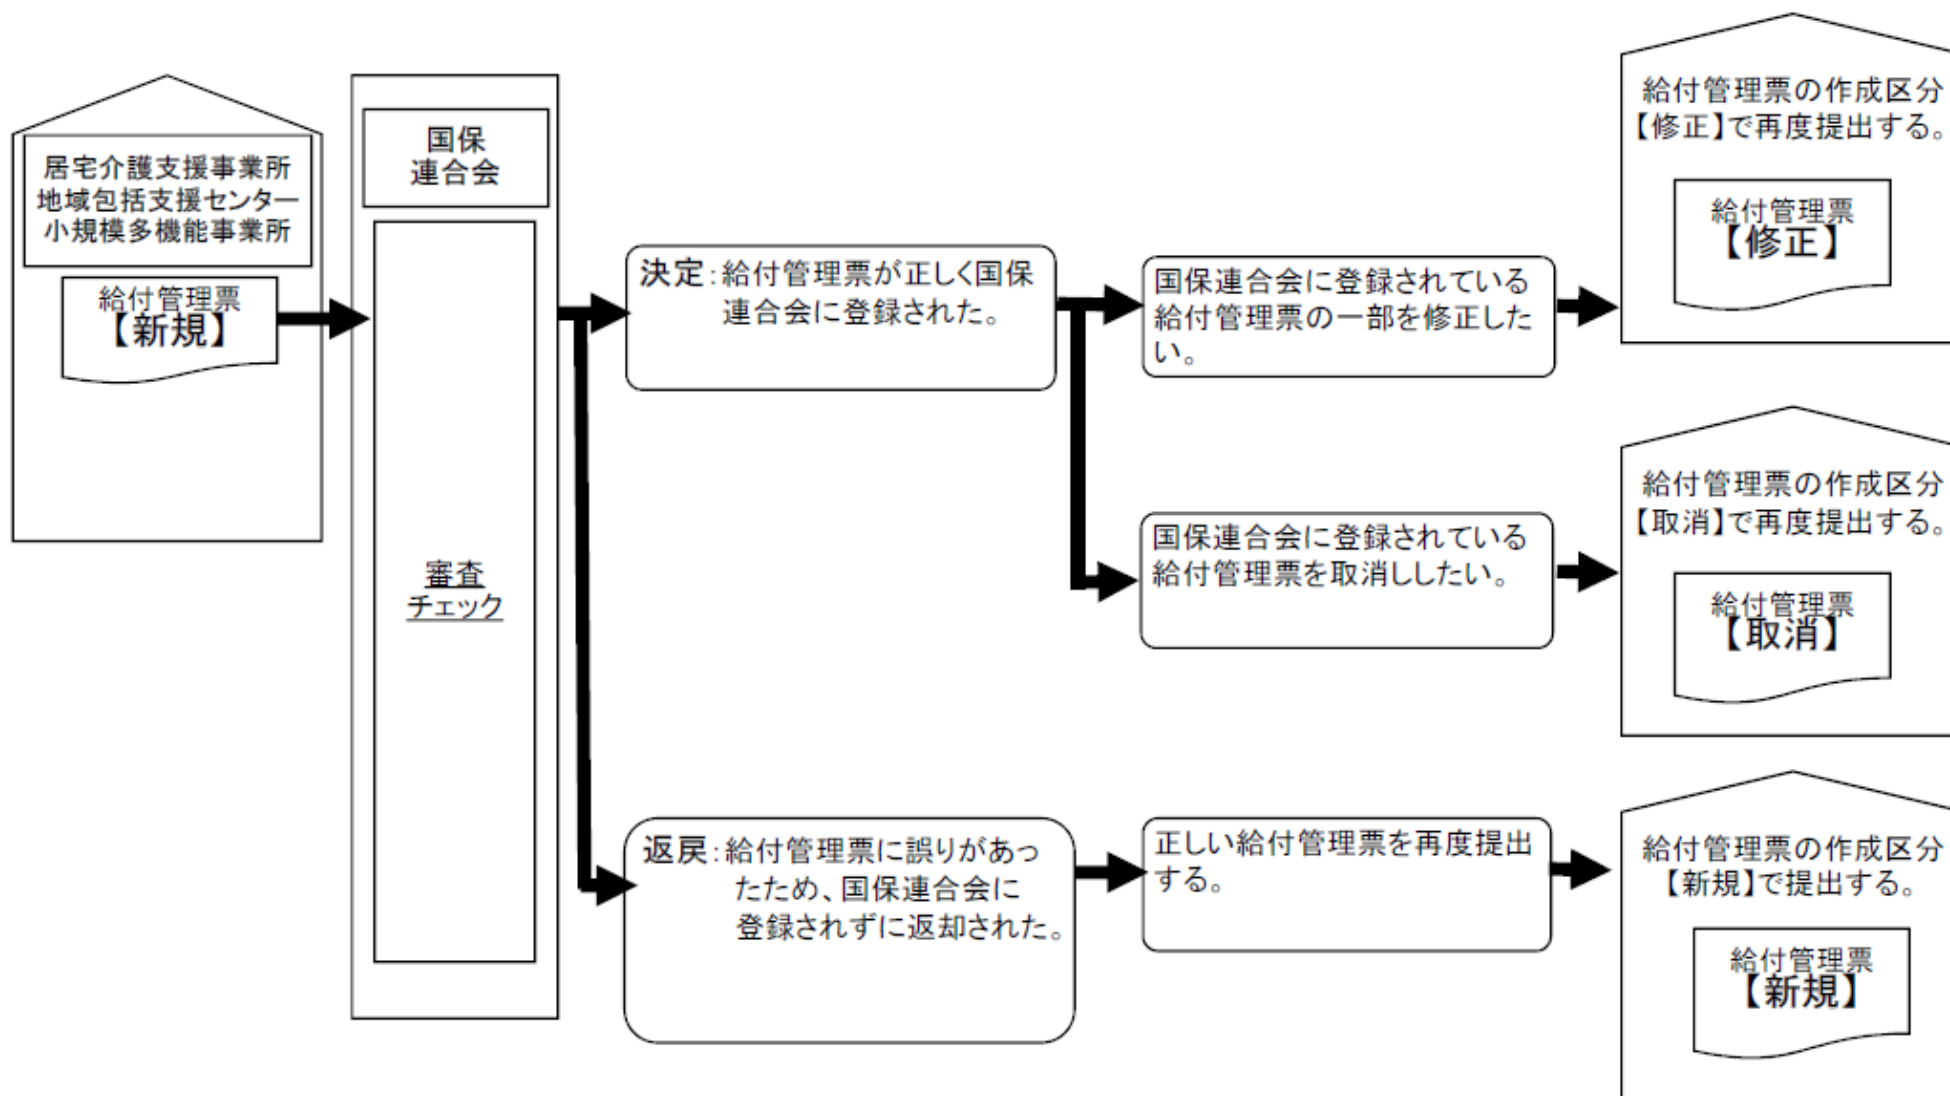 居宅介護支援事業所
地域包括支援センター
小規模多機能事業所
給付管理票
【新規】
国保
連合会
審査
チェック
決定：給付管理票が正しく国保
連合会に登録された。
国保連合会に登録されている
給付管理票の一部を修正した
い。
給付管理票の作成区分
【修正】で再度提出する。
給付管理票
【修正】
国保連合会に登録されている
給付管理票を取消ししたい。
給付管理票の作成区分
【取消】で再度提出する。
給付管理票
【取消】
返戻：給付管理票に誤りがあっ
たため、国保連合会に
登録されずに返却された。
正しい給付管理票を再度提出
する。
給付管理票の作成区分
【新規】で提出する。
給付管理票
【新規】